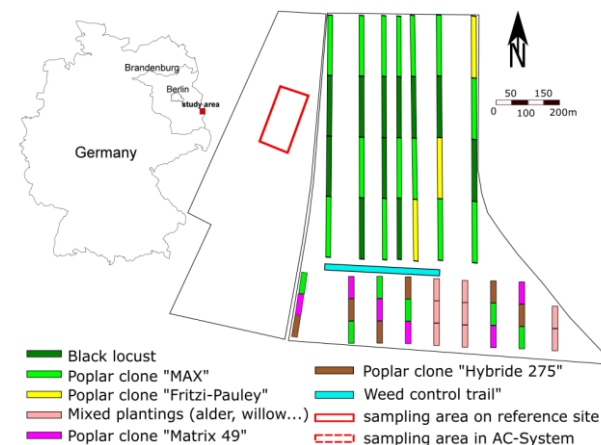 Brandenburg
Berlin
study area
Germany
N
50 150
0 100 200m
Black locust
Poplar clone "MAX"
Poplar clone "Fritzi-Pauley"
Mixed plantings (alder, willow...)
Poplar clone "Matrix 49"
Poplar clone "Hybride 275"
Weed control trail"
sampling area on reference site
sampling area in AC-System